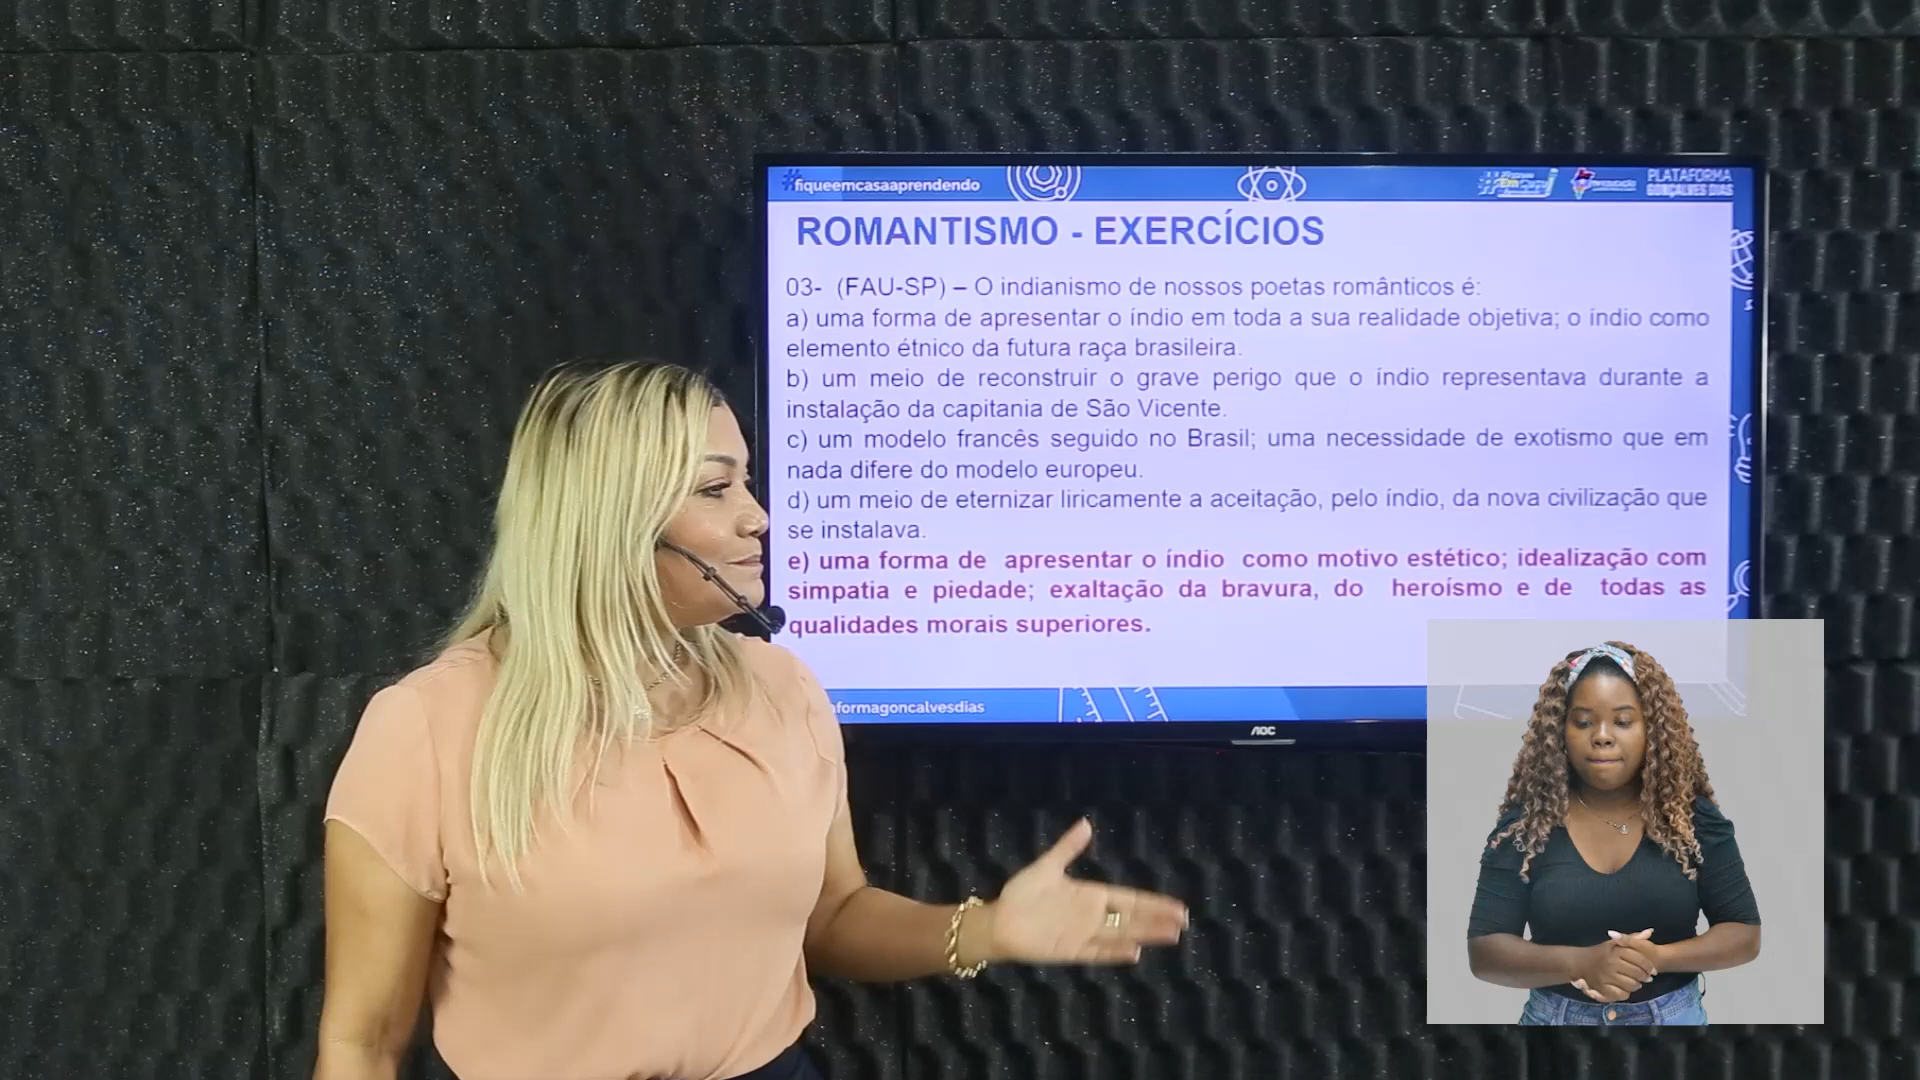 #fiqueemcasaaprendendo
PLATAFORMA
GONÇALVES DIAS
ROMANTISMO - EXERCÍCIOS
03- (FAU-SP) – O indianismo de nossos poetas românticos é:
a) uma forma de apresentar o índio em toda a sua realidade objetiva; o índio como
elemento étnico da futura raça brasileira.
b) um meio de reconstruir o grave perigo que o índio representava durante a
instalação da capitania de São Vicente.
c) um modelo francês seguido no Brasil; uma necessidade de exotismo que em
nada difere do modelo europeu.
d) um meio de eternizar liricamente a aceitação, pelo índio, da nova civilização que
se instalava.
e) uma forma de apresentar o índio como motivo estético; idealização com
simpatia e piedade; exaltação da bravura, do heroísmo e de todas as
qualidades morais superiores.
aformagoncalvesdias
AOC